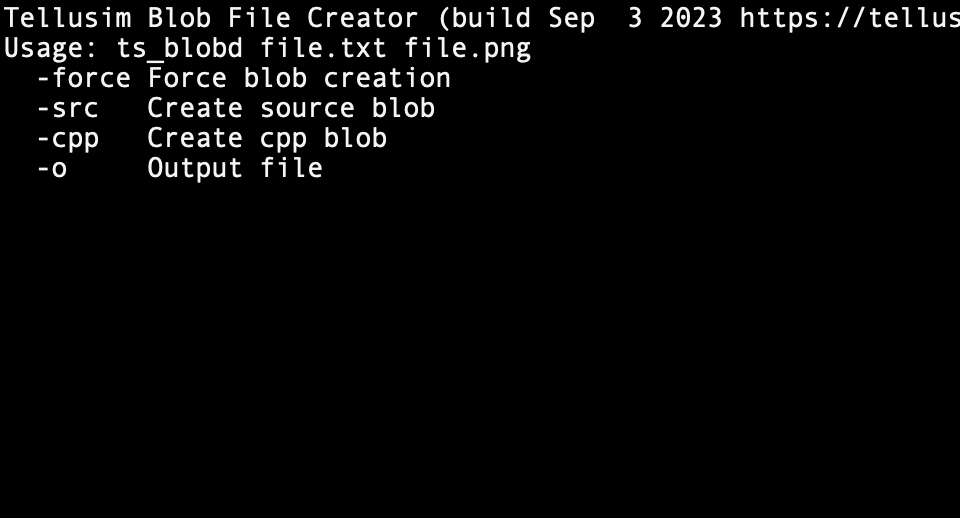 Tellusim Blob File Creator (build Sep  3 2023 https://tellus
Usage: ts_blobd file.txt file.png
  -force Force blob creation
  -src   Create source blob
  -cpp   Create cpp blob
  -o     Output file